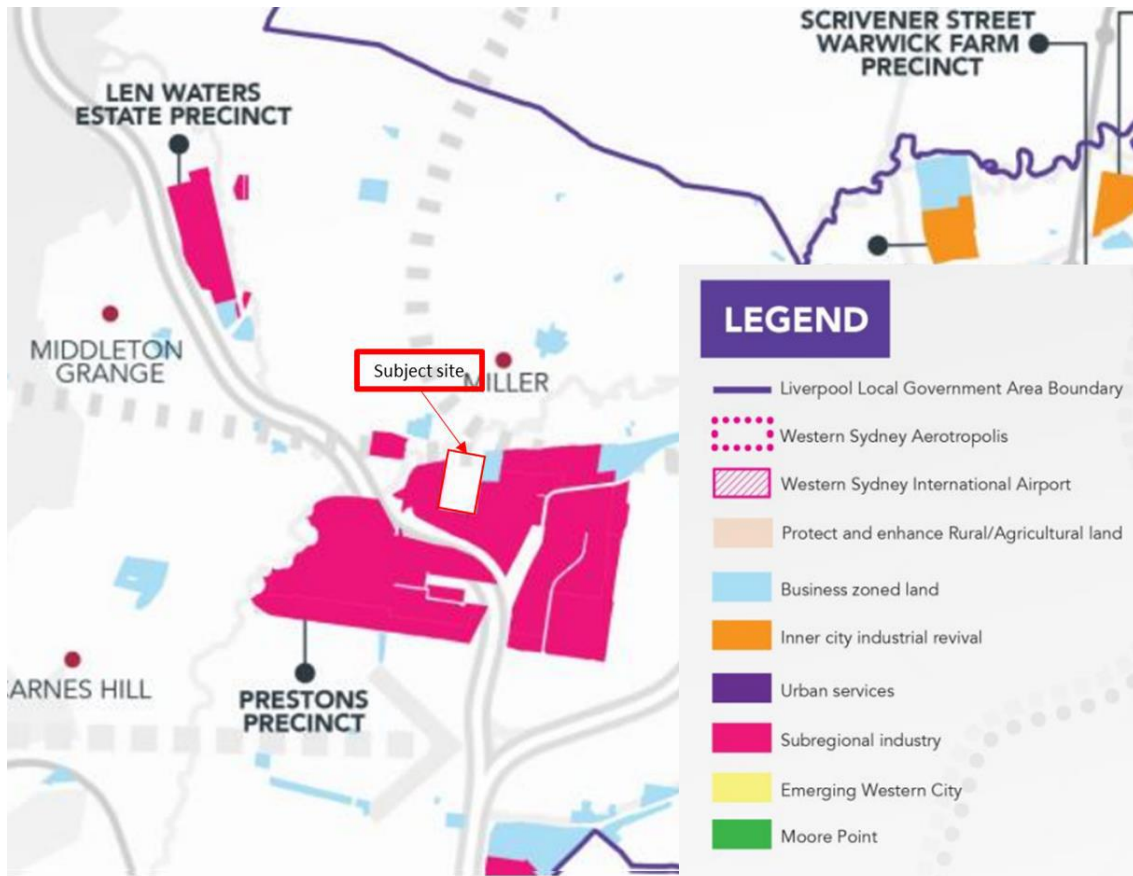 SCRIVENER STREET
WARWICK FARM
PRECINCT
LEN WATERS
ESTATE PRECINCT
MIDDLETON
GRANGE
Subject site
MILLER
ARNES HILL
PRESTONS
PRECINCT
LEGEND
Liverpool Local Government Area Boundary
Western Sydney Aerotropolis
Western Sydney International Airport
Protect and enhance Rural/Agricultural land
Business zoned land
Inner city industrial revival
Urban services
Subregional industry
Emerging Western City
Moore Point